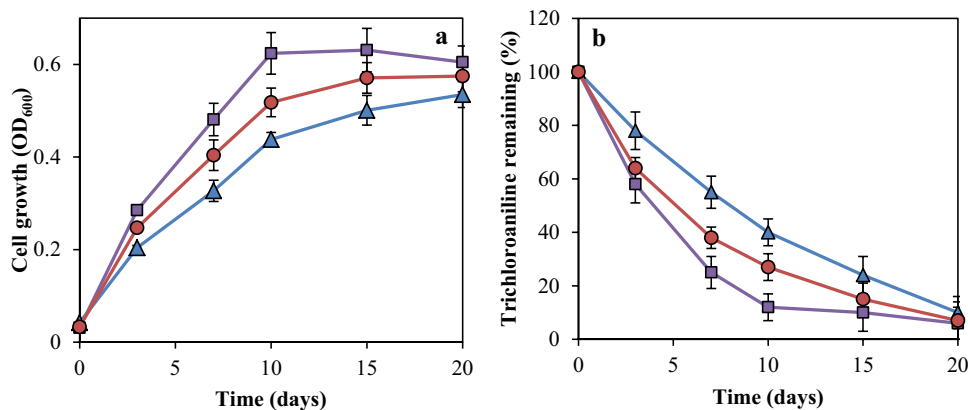 a
0.6
0.4
0.2
0
0 5 10 15 20
Cell growth (OD600)
Time (days)
b
120
100
80
60
40
20
0
0 5 10 15 20
Trichloroaniline remaining (%)
Time (days)